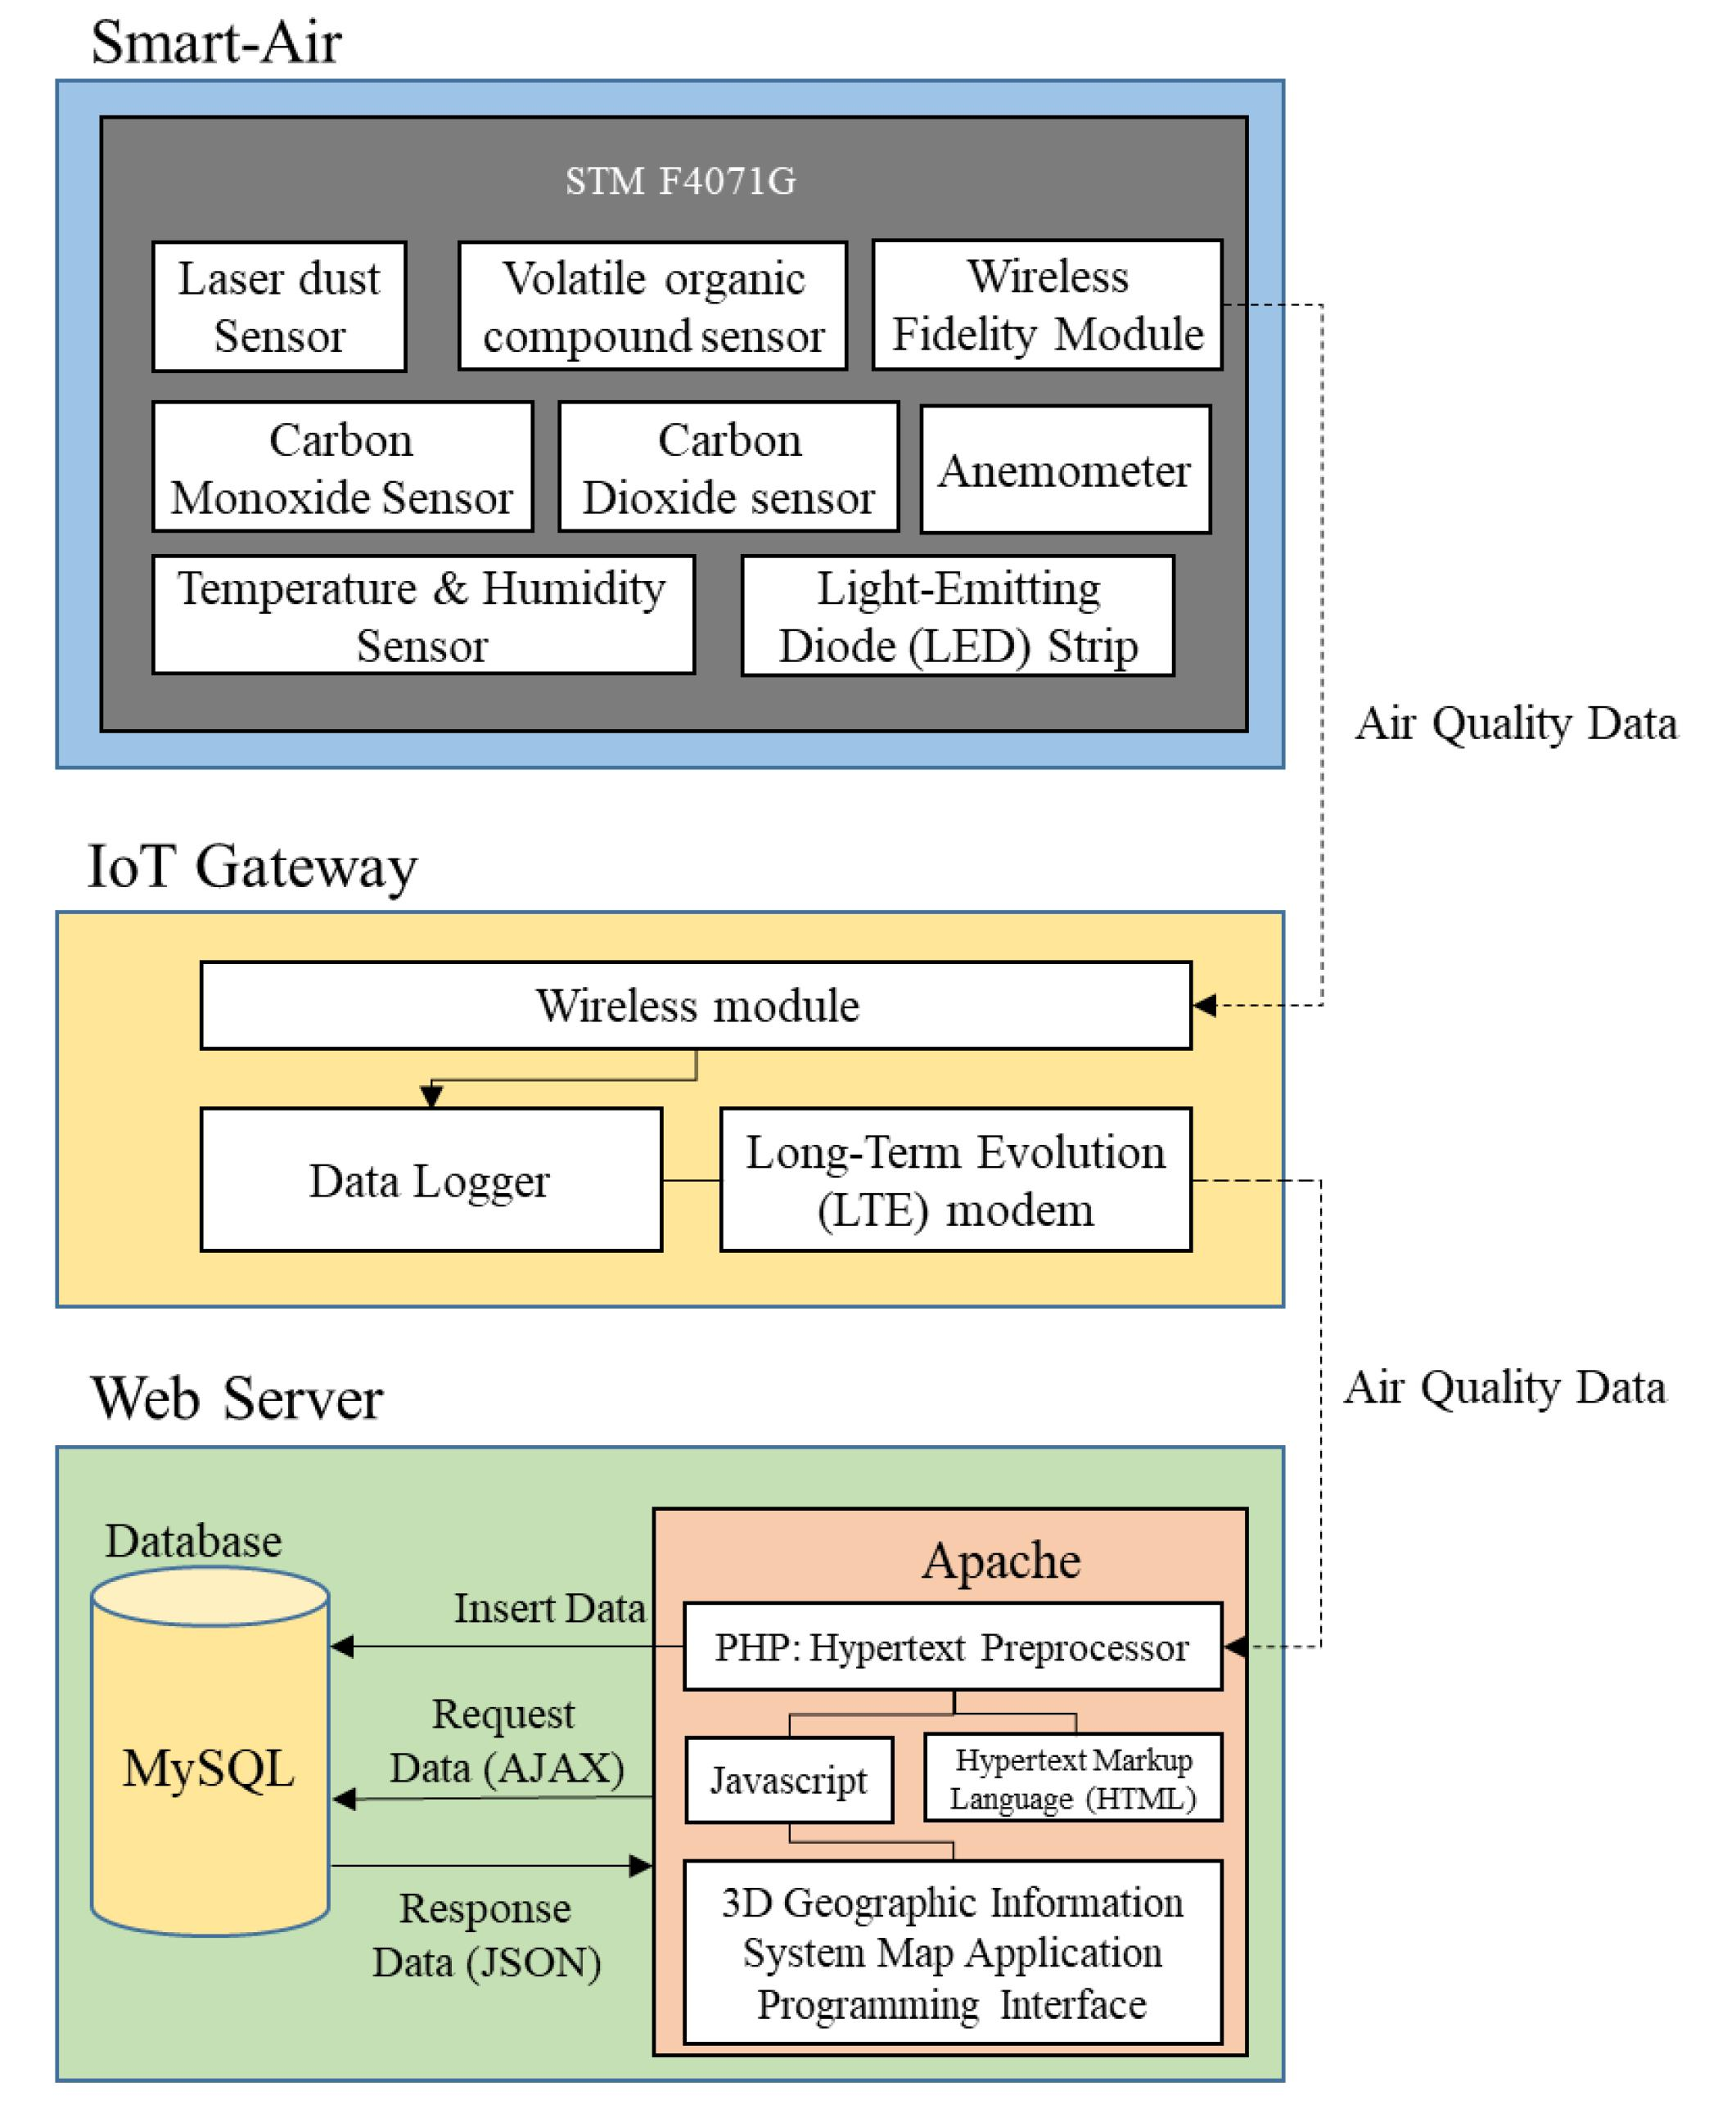 Smart-Air
STM F4071G
Laser dust
Sensor
Volatile organic
compound sensor
Wireless
Fidelity Module
Carbon
Monoxide Sensor
Carbon
Dioxide sensor
Anemometer
Temperature & Humidity
Sensor
Light-Emitting
Diode (LED) Strip
Air Quality Data
IoT Gateway
Wireless module
Data Logger
Long-Term Evolution
(LTE) modem
Air Quality Data
Web Server
Database
MySQL
Insert Data
Request
Data (AJAX)
Response
Data (JSON)
Apache
PHP: Hypertext Preprocessor
Javascript
Hypertext Markup
Language (HTML)
3D Geographic Information
System Map Application
Programming Interface